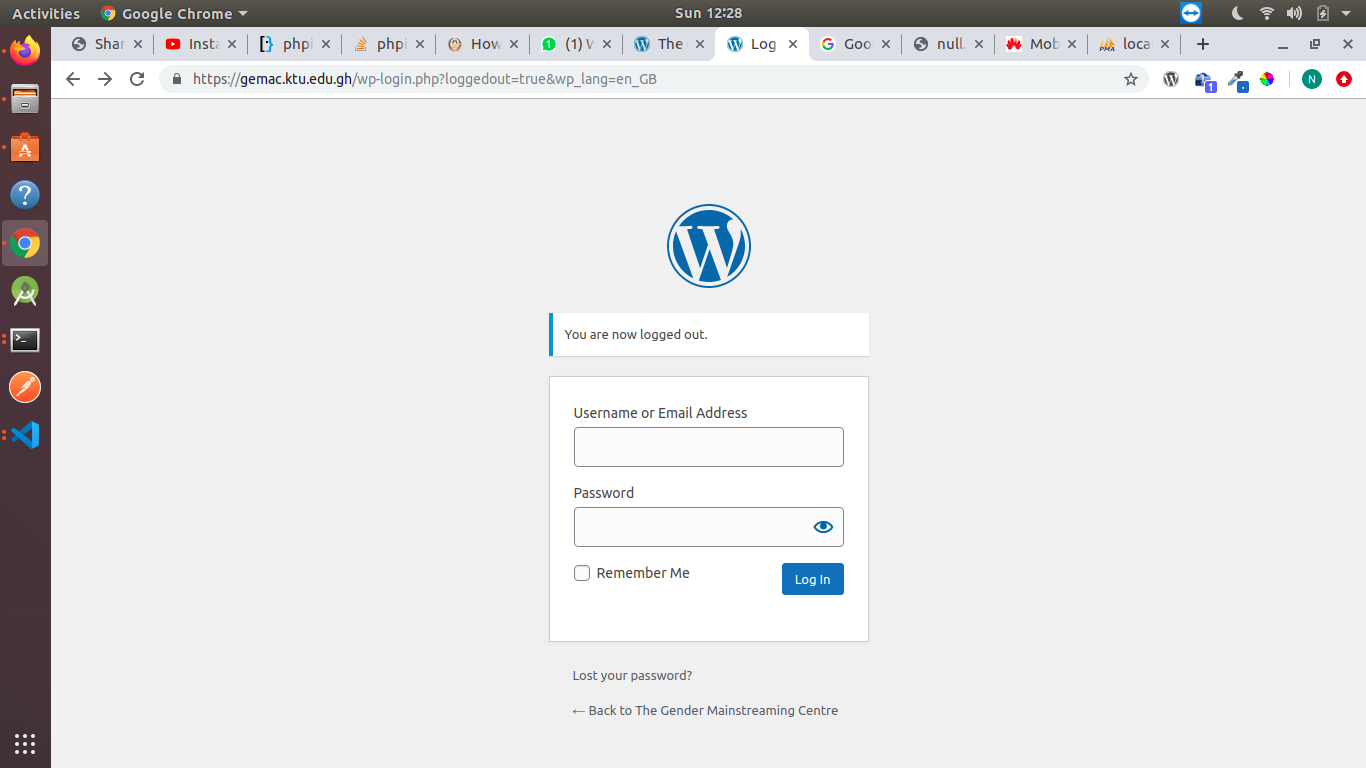 Activities Google Chrome Sun 12:28
Shar Insta phpi phpi How (1) W The Log Goo null. Mob local
https://gemac.ktu.edu.gh/wp-login.php?loggedout=true&wp_lang=en_GB 1 N
You are now logged out.
Username or Email Address
Password
Remember Me Log In
Lost your password?
← Back to The Gender Mainstreaming Centre